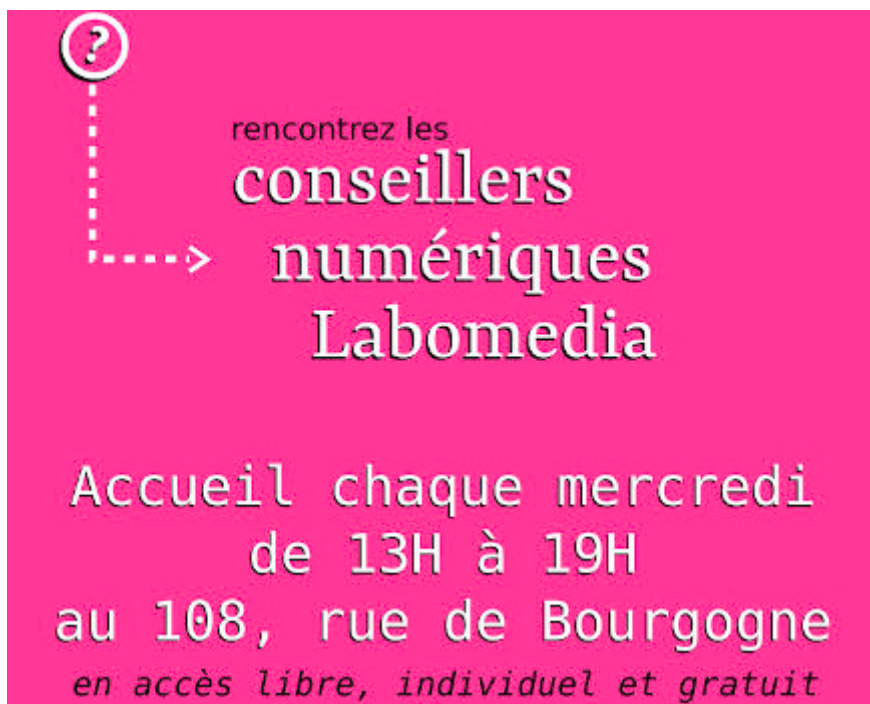 ?
rencontrez les
conseillers
numériques
Labomedia
Accueil chaque mercredi
de 13H à 19H
au 108, rue de Bourgogne
en accès libre, individuel et gratuit